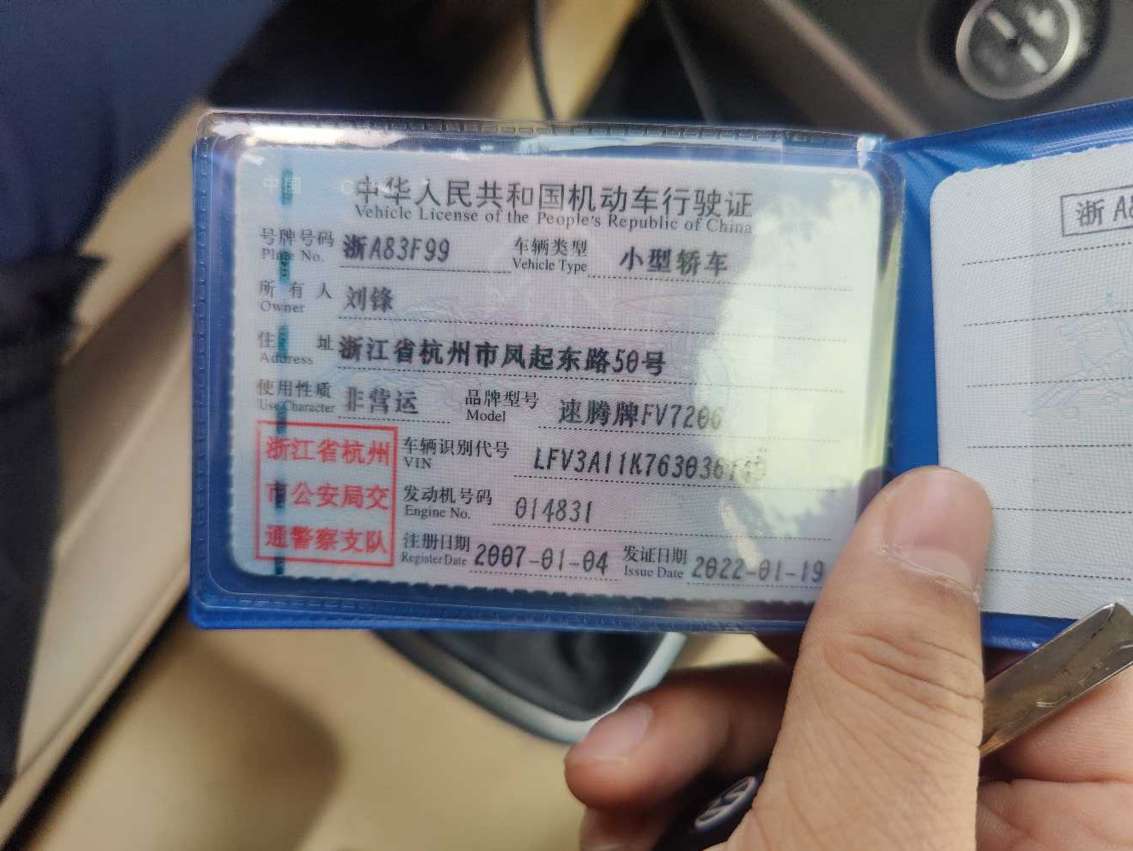 中华人民共和国机动车行驶证
Vehicle License of the People's Republic of China
号牌号码 浙A83F99 车辆类型 小型轿车
Plate No. Vehicle Type
所有人 刘锋
Owner
住址 浙江省杭州市凤起东路50号
Address
使用性质 非营运 品牌型号 速腾牌FV7206
Use Character Model
浙江省杭州
市公安局交
通警察支队
车辆识别代号
VIN
发动机号码 014831
Engine No.
注册日期 2007-01-04 发证日期 2022-01-19
Register Date Issue Date
浙